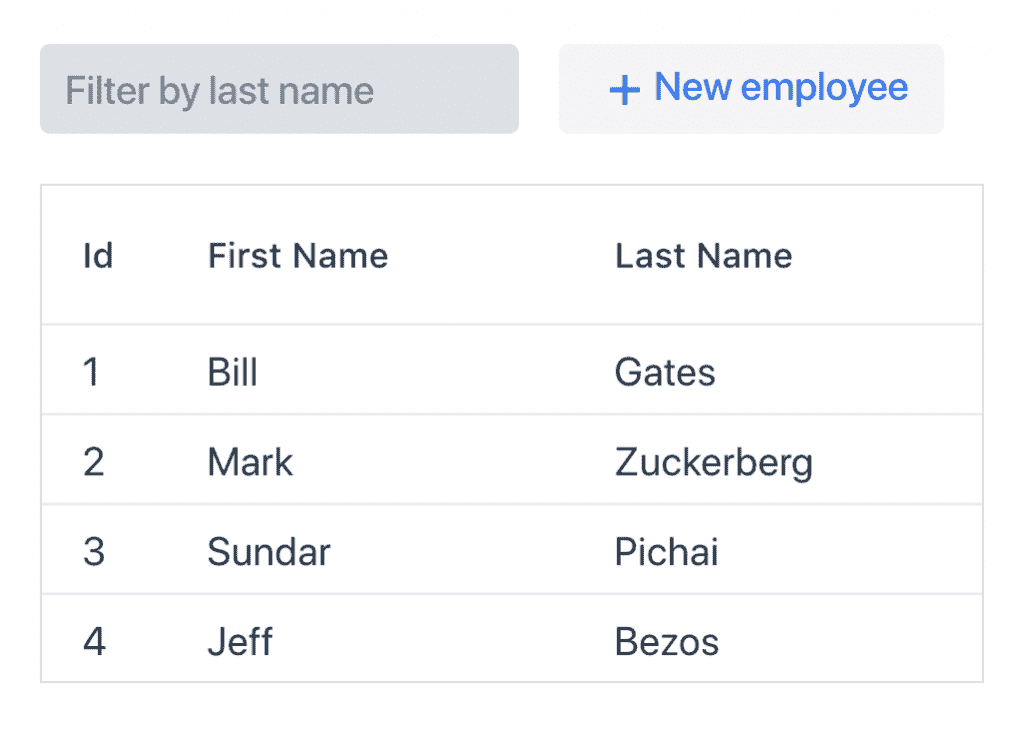 Filter by last name + New employee
Id First Name Last Name
1 Bill Gates
2 Mark Zuckerberg
3 Sundar Pichai
4 Jeff Bezos